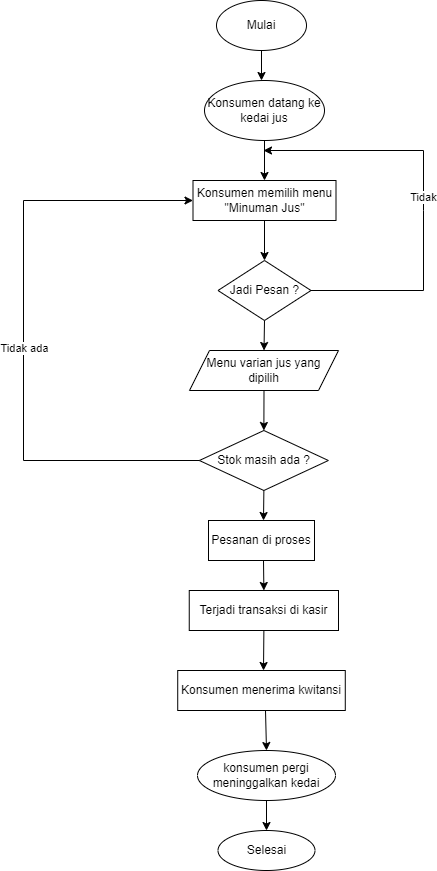 Mulai
Konsumen datang ke
kedai jus
Konsumen memilih menu
"Minuman Jus"
Tidak
Jadi Pesan ?
Tidak ada
Menu varian jus yang
dipilih
Stok masih ada ?
Pesanan di proses
Terjadi transaksi di kasir
Konsumen menerima kwitansi
konsumen pergi
meninggalkan kedai
Selesai